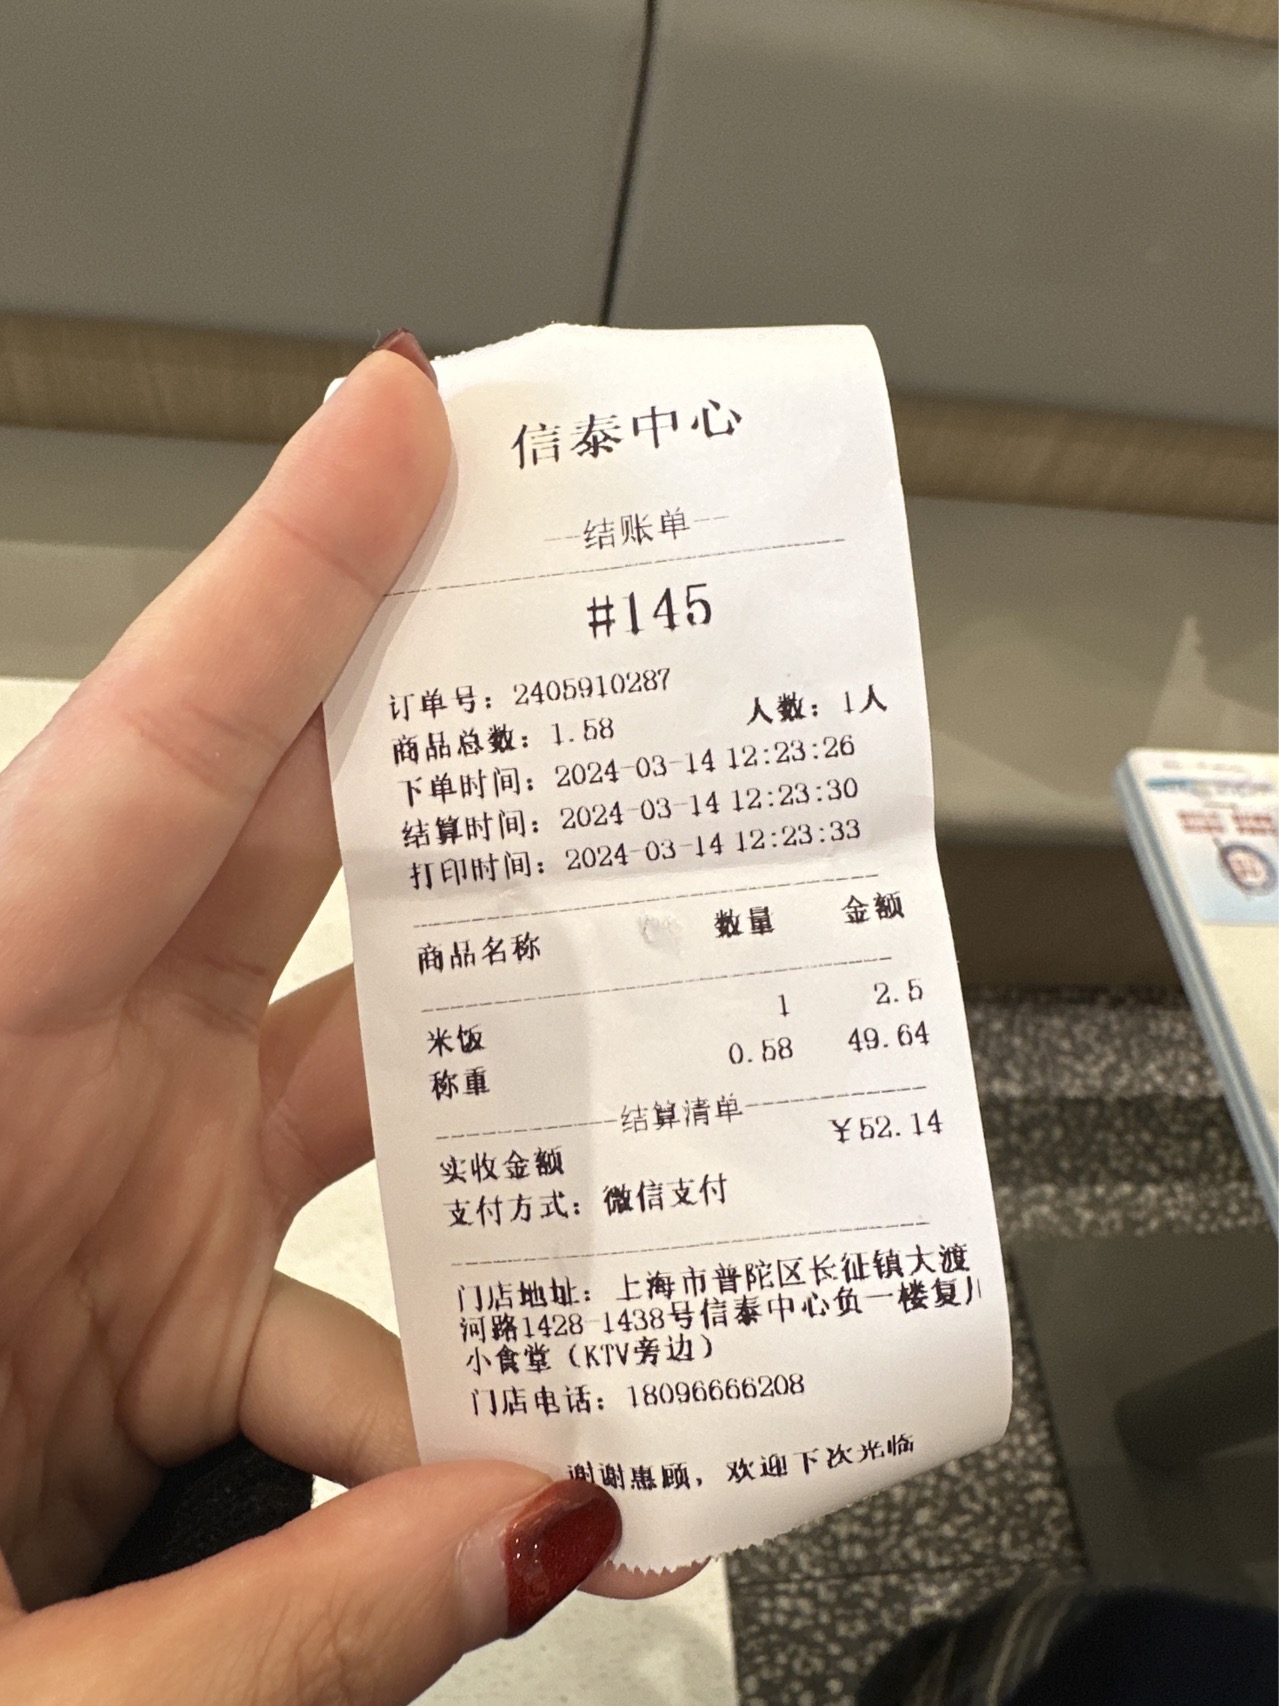 信泰中心
--结账单--
#145
订单号：2405910287
商品总数：1.58 人数：1人
下单时间：2024-03-14 12:23:26
结算时间：2024-03-14 12:23:30
打印时间：2024-03-14 12:23:33
商品名称 数量 金额
米饭 1 2.5
称重 0.58 49.64
结算清单
实收金额 ¥52.14
支付方式：微信支付
门店地址：上海市普陀区长征镇大渡
河路1428-1438号信泰中心负一楼复
小食堂（KTV旁边）
门店电话：18096666208
谢谢惠顾，欢迎下次光临